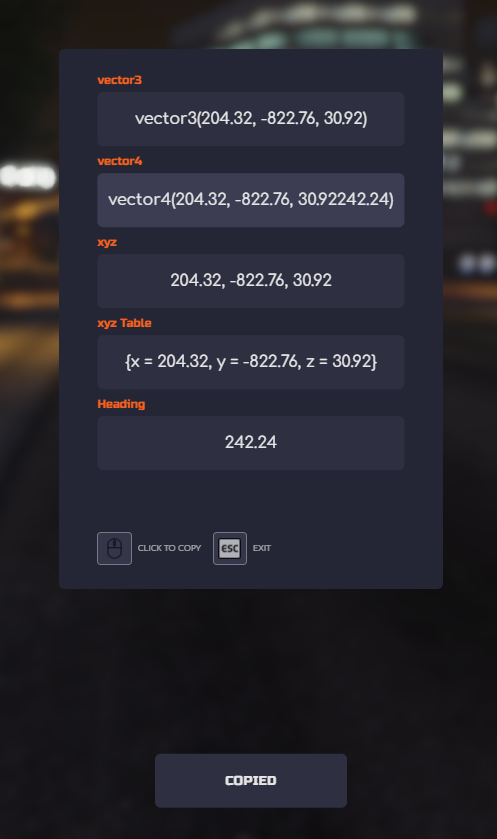 vector3
vector3(204.32, -822.76, 30.92)
vector4
vector4(204.32, -822.76, 30.92242.24)
xyz
204.32, -822.76, 30.92
xyz Table
{x = 204.32, y = -822.76, z = 30.92}
Heading
242.24
CLICK TO COPY ESC EXIT
COPIED